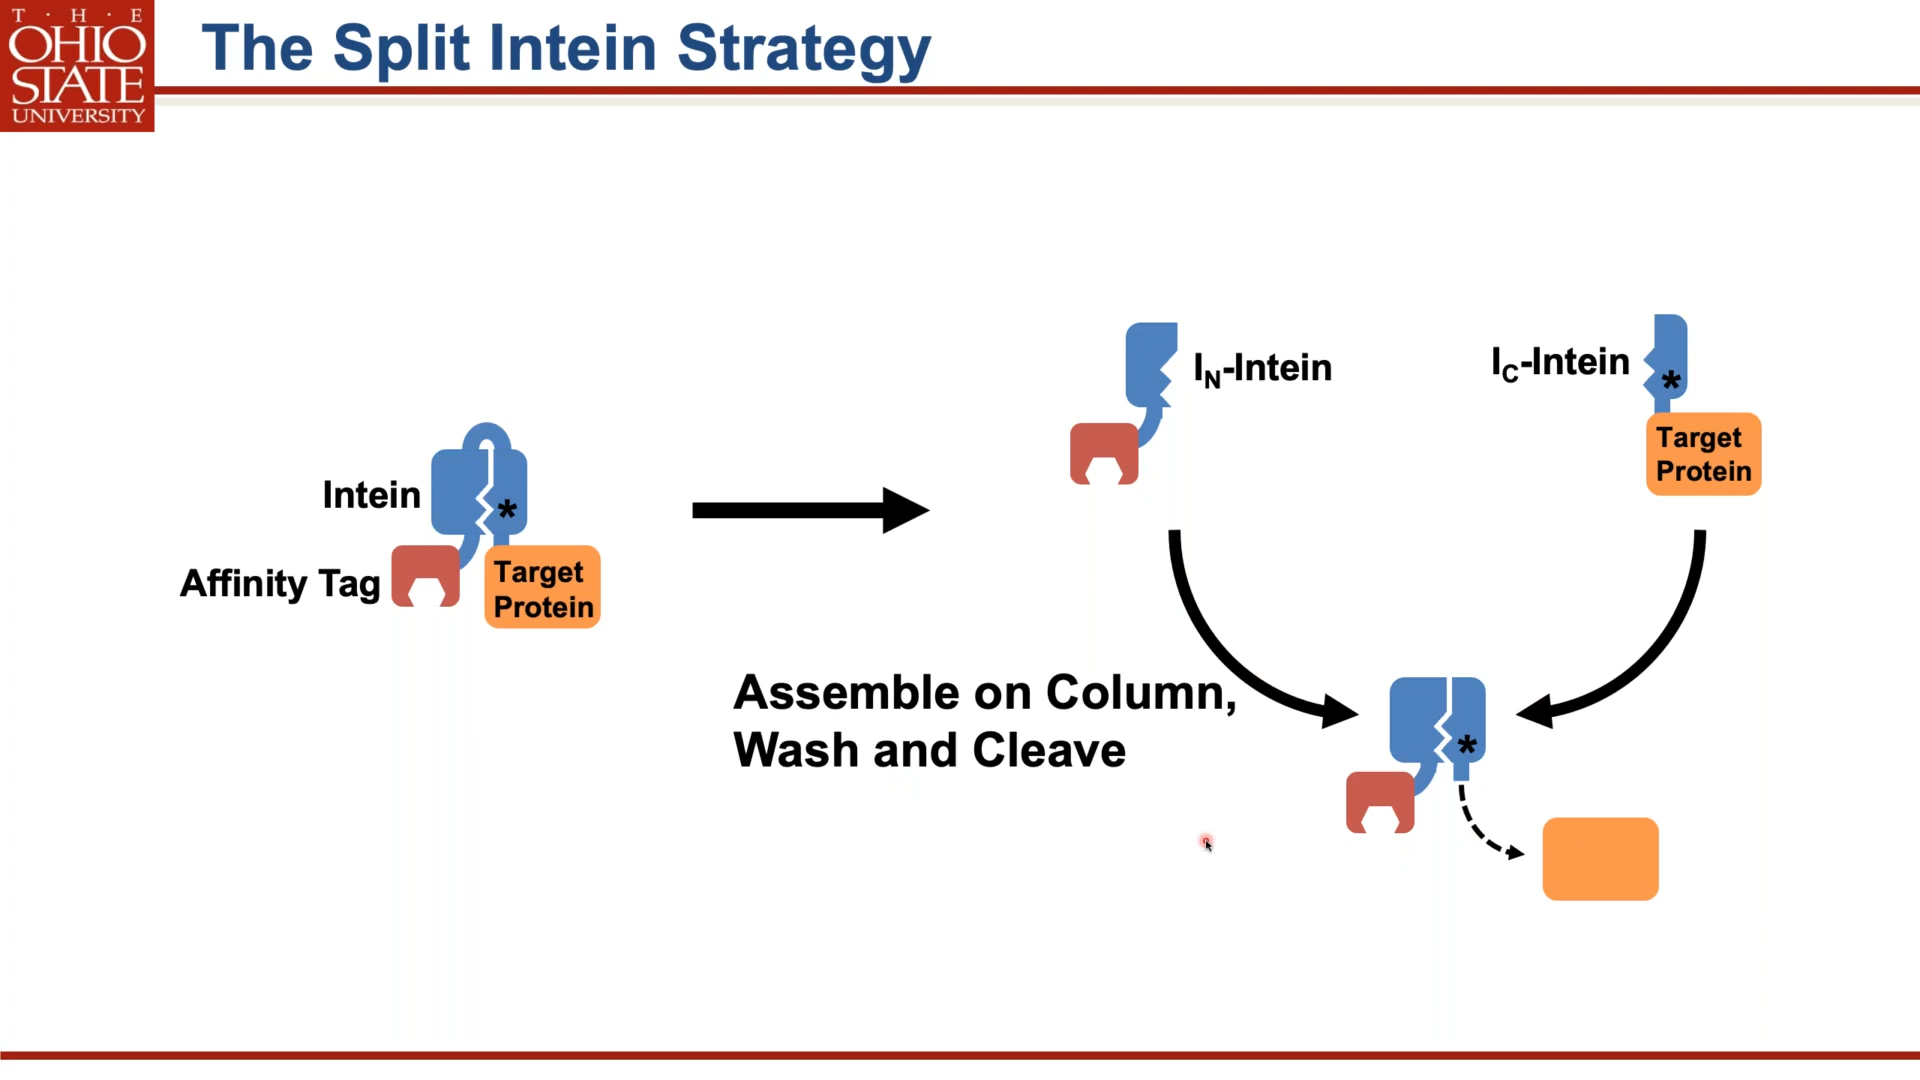 T · H · E
OHIO
STATE
UNIVERSITY
The Split Intein Strategy
Intein
*
Affinity Tag
Target
Protein
I_N-Intein
I_C-Intein
*
Target
Protein
Assemble on Column,
Wash and Cleave
*